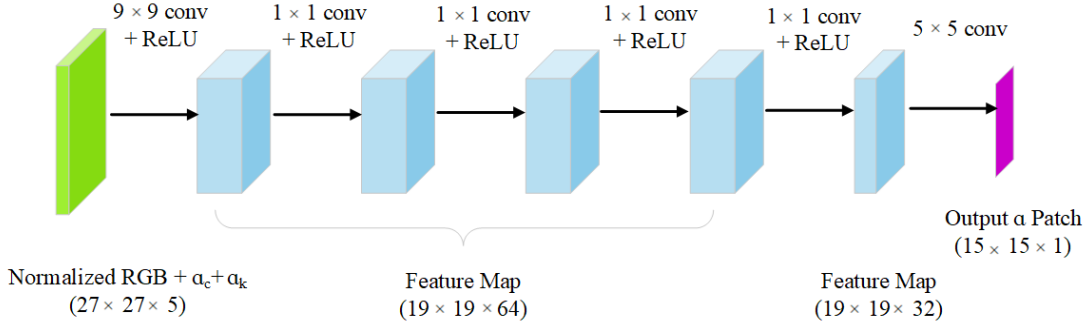 9 × 9 conv
+ ReLU
1 × 1 conv
+ ReLU
1 × 1 conv
+ ReLU
1 × 1 conv
+ ReLU
1 × 1 conv
+ ReLU
5 × 5 conv
Normalized RGB + αc+ αk
(27 × 27 × 5)
Feature Map
(19 × 19 × 64)
Feature Map
(19 × 19 × 32)
Output α Patch
(15 × 15 × 1)